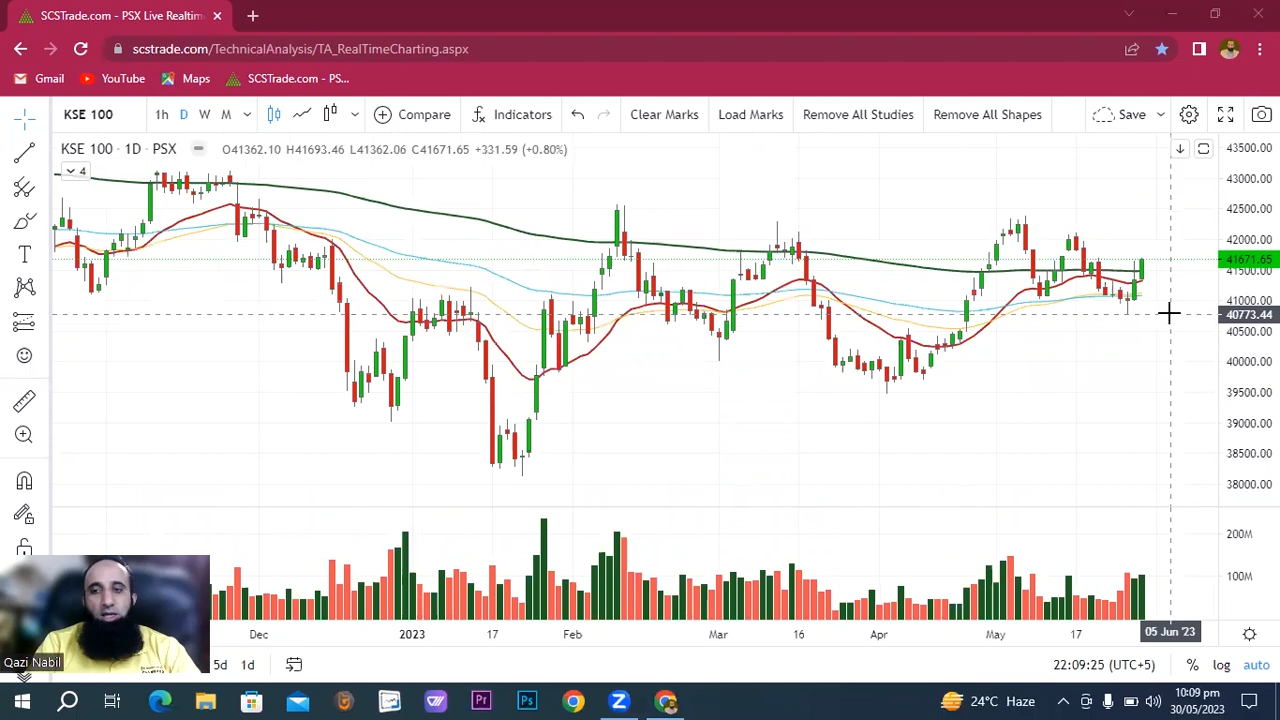 SCSTrade.com - PSX Live Realtim
scstrade.com/TechnicalAnalysis/TA_RealTimeCharting.aspx
Gmail YouTube Maps SCSTrade.com - PS...
KSE 100 1h D W M Compare Indicators Clear Marks Load Marks Remove All Studies Remove All Shapes Save
KSE 100 · 1D · PSX O41362.10 H41693.46 L41362.06 C41671.65 +331.59 (+0.80%)
4
43500.00
43000.00
42500.00
42000.00
41671.65
41500.00
41000.00
40773.44
40500.00
40000.00
39500.00
39000.00
38500.00
38000.00
200M
100M
Dec 2023 17 Feb Mar 16 Apr May 17 05 Jun '23
Qazi Nabil
5d 1d 22:09:25 (UTC+5) % log auto
24°C Haze
10:09 pm
30/05/2023